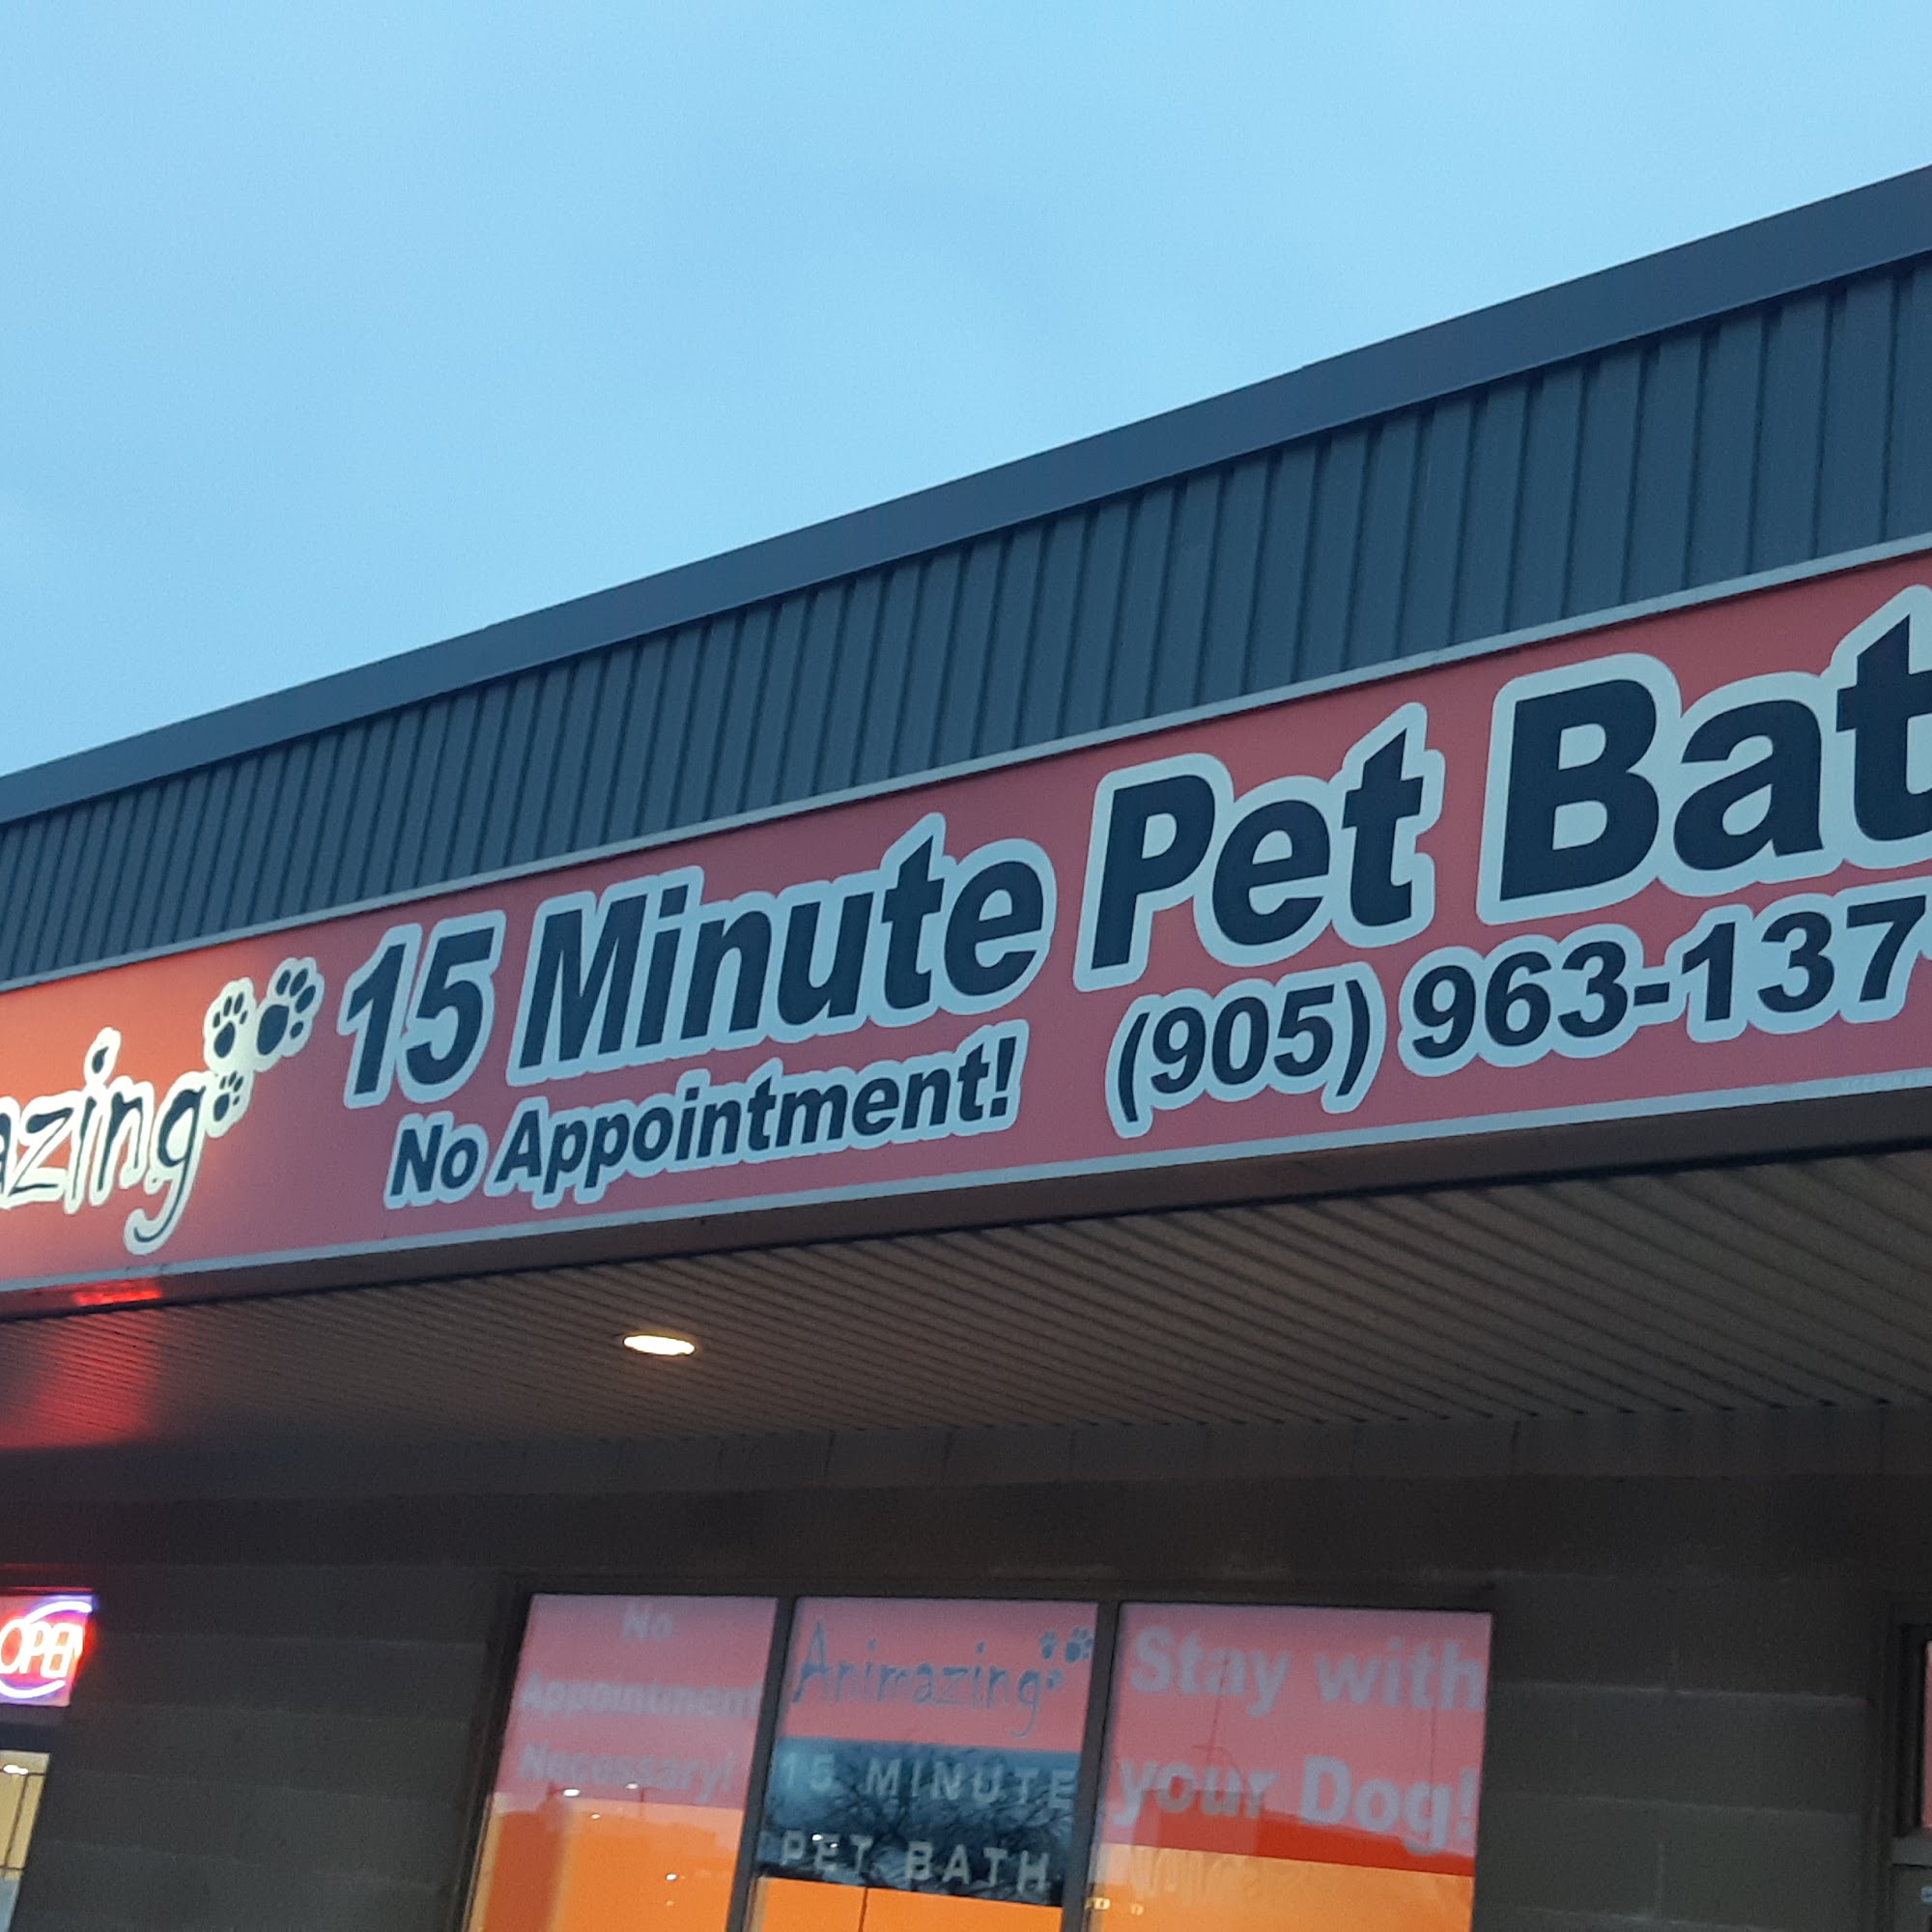 azing 15 Minute Pet Bat
No Appointment! (905) 963-137
OPEN
No
Appointment
Necessary!
Animazing
15 MINUTE
PET BATH
Stay with
your Dog!